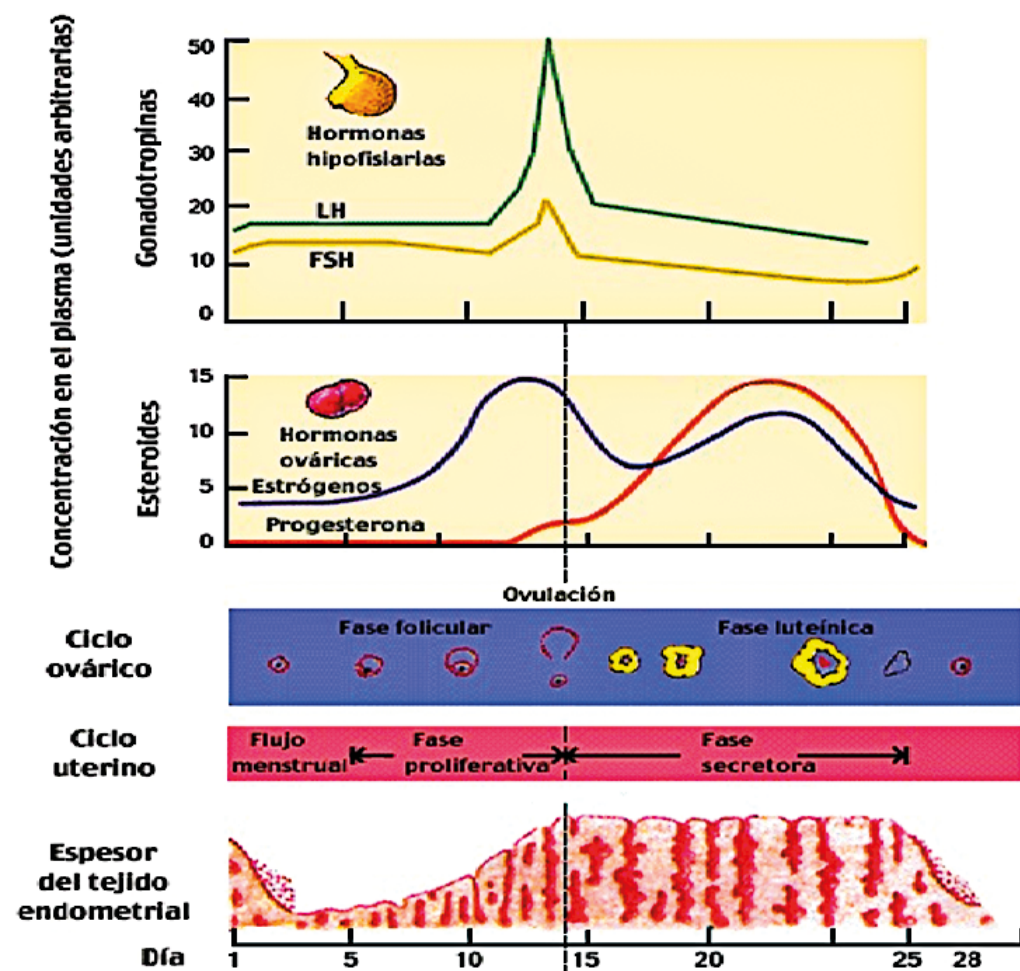 Concentración en el plasma (unidades arbitrarias)
Gonadotropinas
50
40
30
20
10
0
Hormonas
hipofisiarias
LH
FSH
Esteroides
15
10
5
0
Hormonas
ováricas
Estrógenos
Progesterona
Ovulación
Ciclo
ovárico
Fase folicular
Fase luteínica
Ciclo
uterino
Flujo
menstrual
Fase
proliferativa
Fase
secretora
Espesor
del tejido
endometrial
Día
1 5 10 15 20 25 28